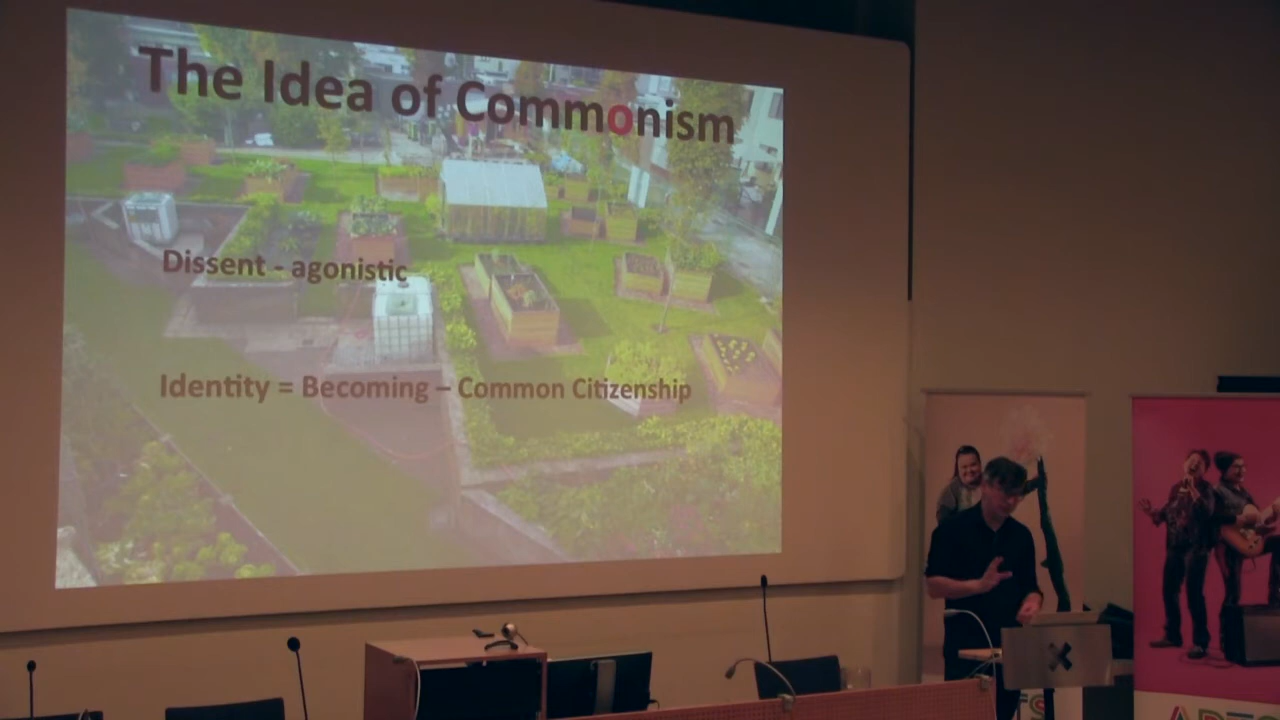 The Idea of Commonism
Dissent - agonistic
Identity = Becoming – Common Citizenship